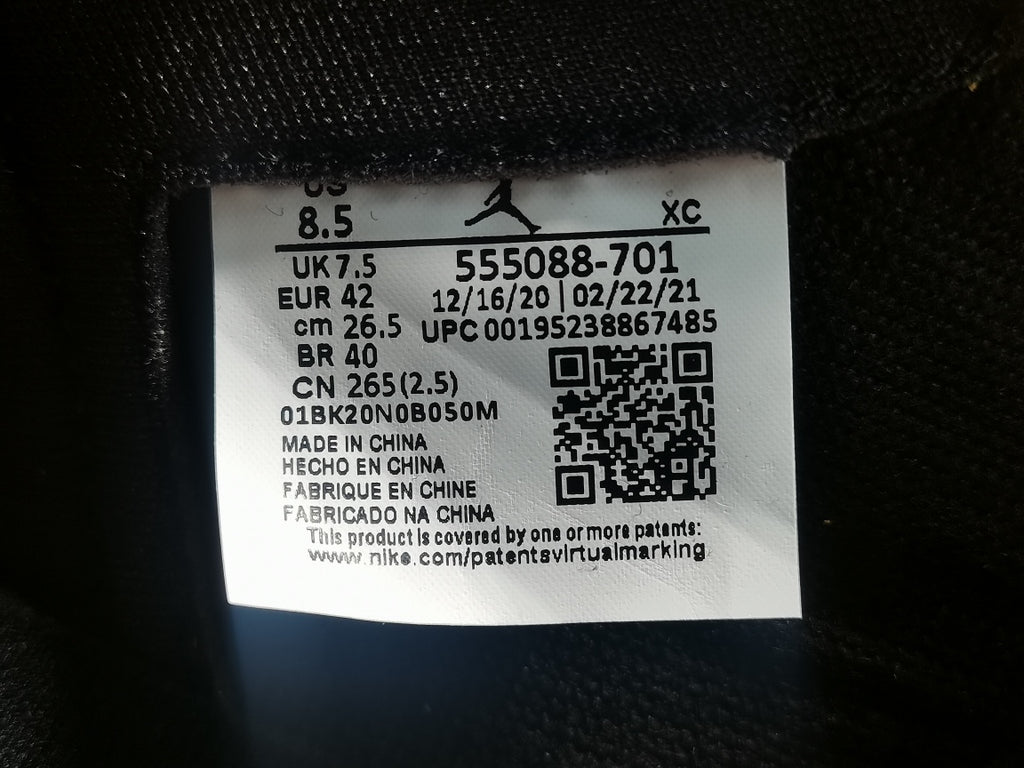 US
8.5
XC
UK 7.5
555088-701
EUR 42
12/16/20 | 02/22/21
cm 26.5
UPC 00195238867485
BR 40
CN 265 (2.5)
01BK20N0B050M
MADE IN CHINA
HECHO EN CHINA
FABRIQUE EN CHINE
FABRICADO NA CHINA
This product is covered by one or more patents:
www.nike.com/patentsvirtualmarking